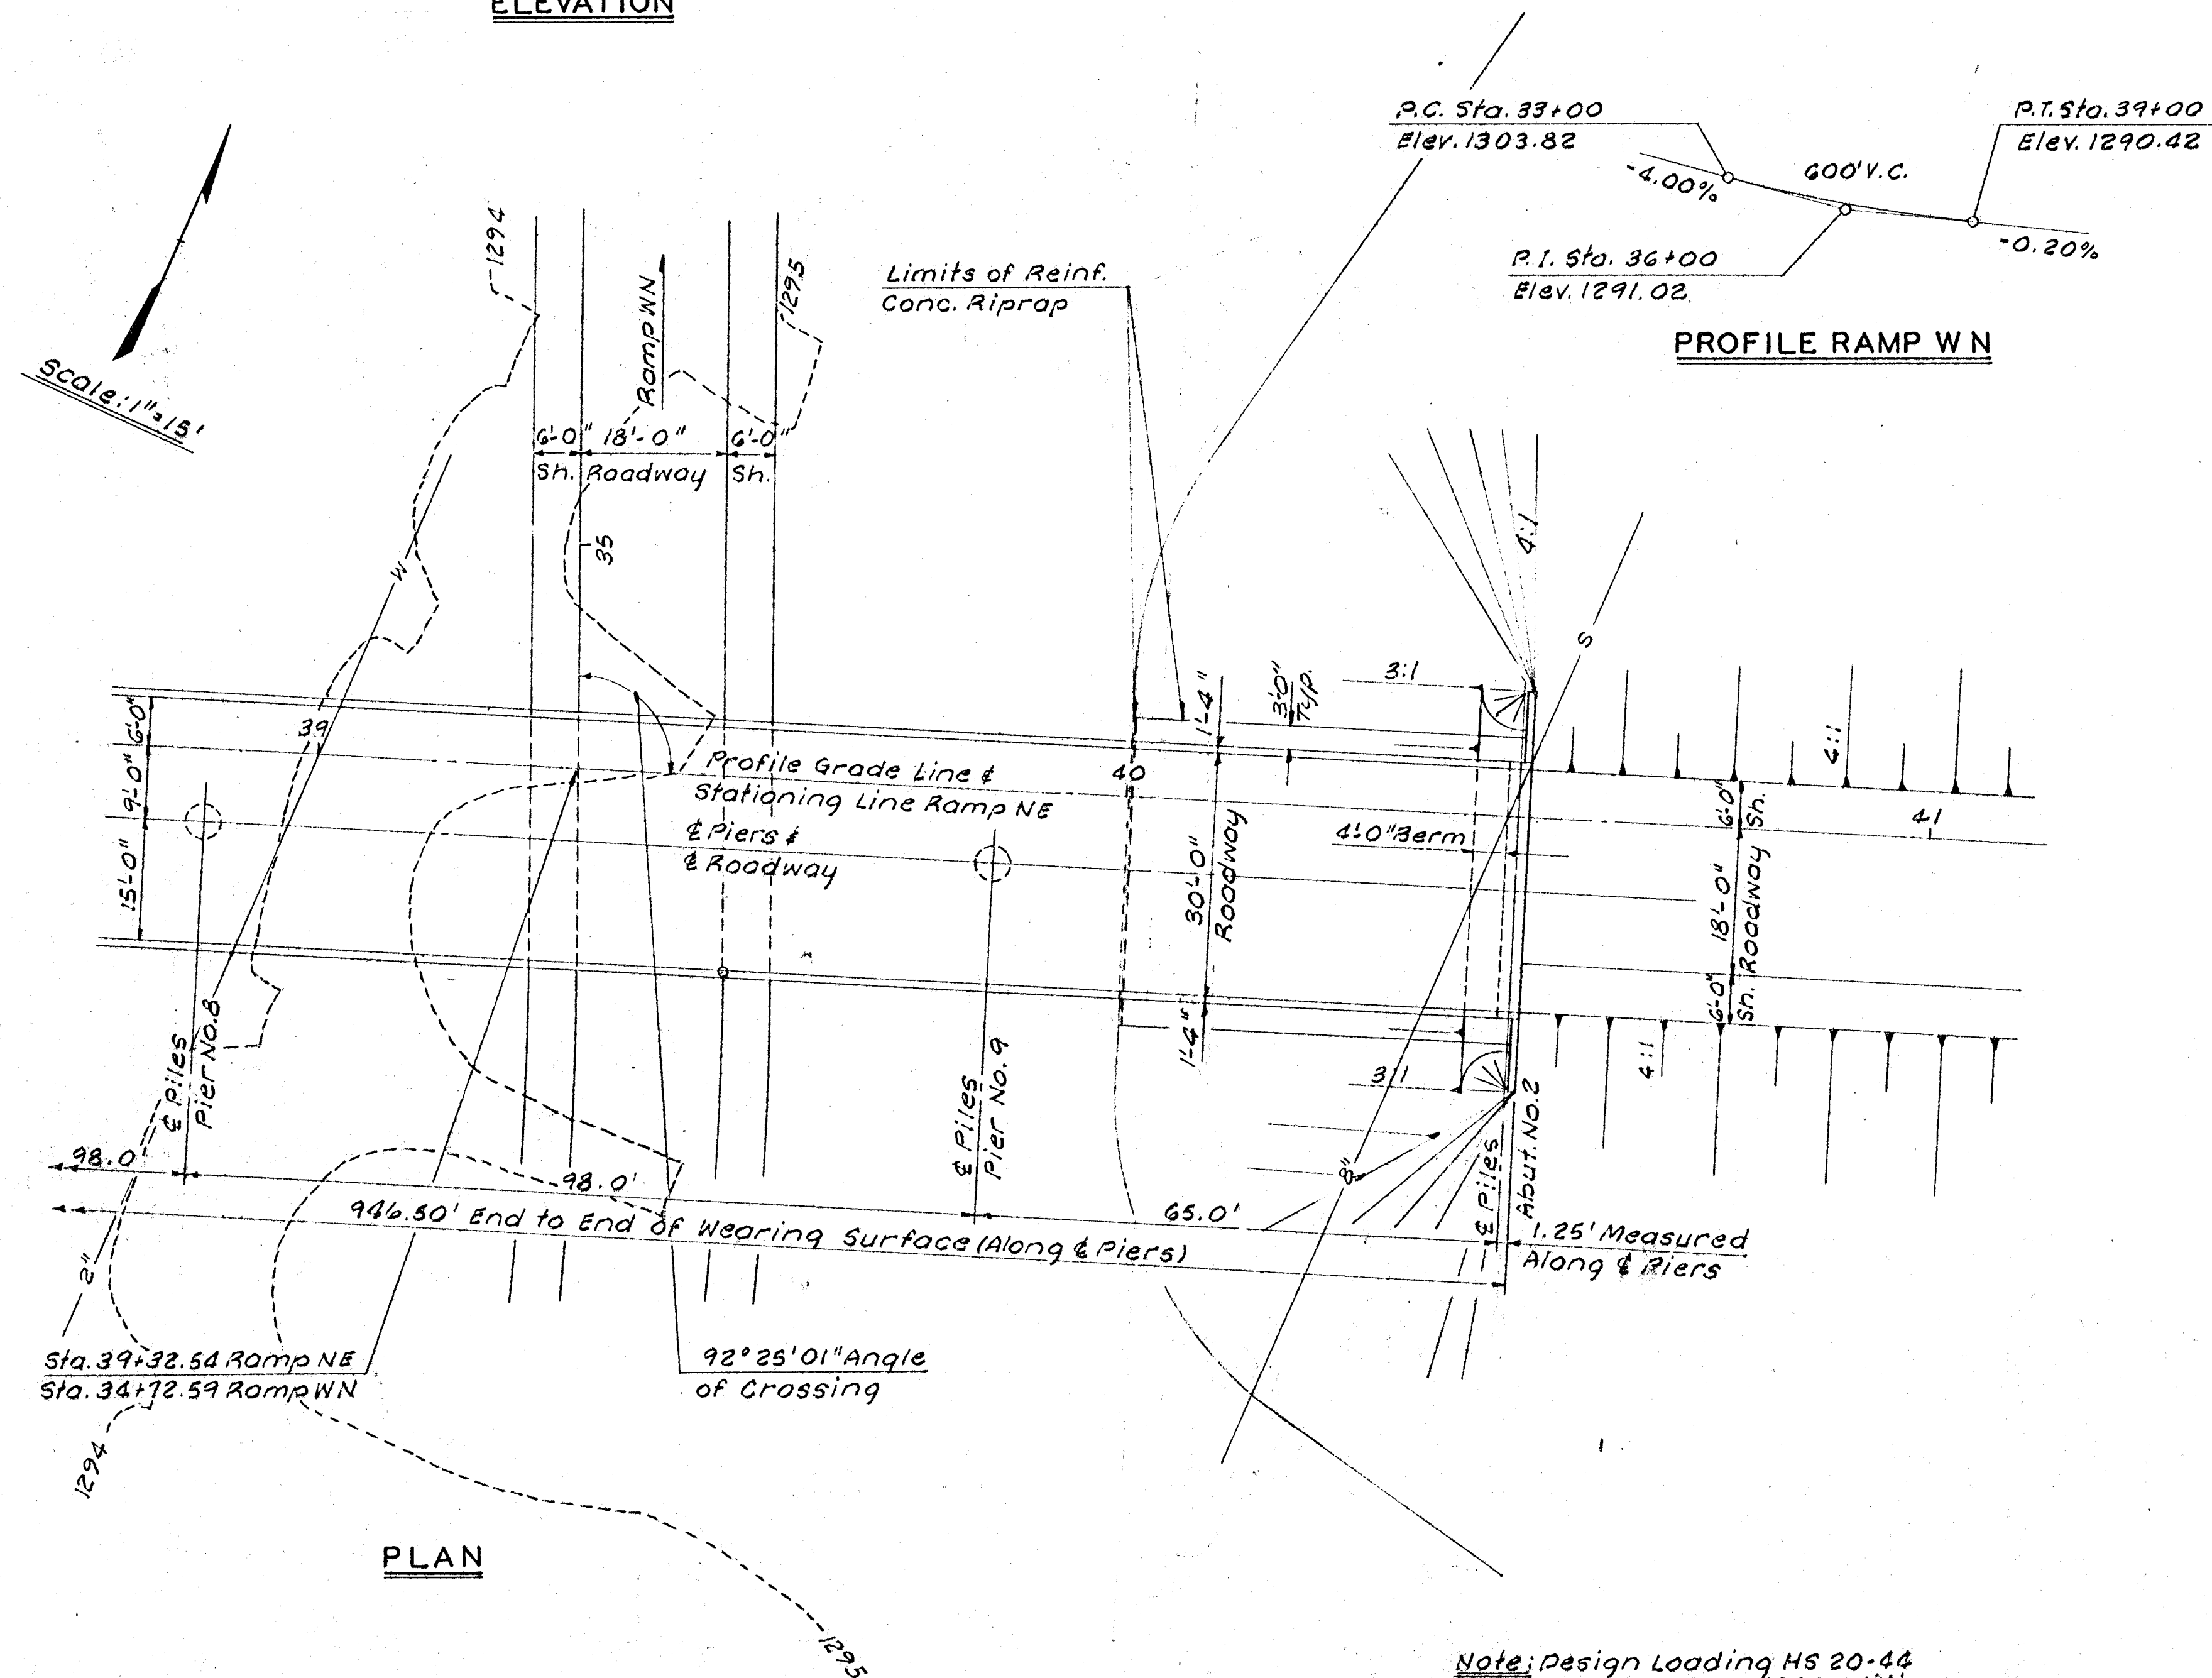 ELEVATION
P.C. Sta. 33+00
Elev. 1303.82
P.T. Sta. 39+00
Elev. 1290.42
-4.00%
600' V.C.
-0.20%
P.I. Sta. 36+00
Elev. 1291.02
PROFILE RAMP W N
Scale: 1"=15'
1294
Ramp WN
1295
Limits of Reinf.
Conc. Riprap
6'-0" 18'-0" 6'-0"
Sh. Roadway Sh.
35
W
4:1
S
3:1
1'-4"
3'-0"
Typ.
6'-0"
9'-0"
15'-0"
39
Profile Grade Line &
Stationing Line Ramp NE
40
℄ Piers &
℄ Roadway
30'-0"
Roadway
4'-0" Berm
4:1
6'-0"
Sh.
41
18'-0"
Roadway
6'-0"
Sh.
4:1
1'-4"
3:1
℄ Piles
Pier No. 8
℄ Piles
Pier No. 9
℄ Piles
Abut. No. 2
98.0
98.0'
65.0'
8"
946.50' End to End of Wearing Surface (Along ℄ Piers)
1.25' Measured
Along ℄ Piers
2"
Sta. 39+32.54 Ramp NE
Sta. 34+72.59 Ramp WN
92°25'01" Angle
of Crossing
1294
PLAN
1295
Note: Design Loading HS 20-44